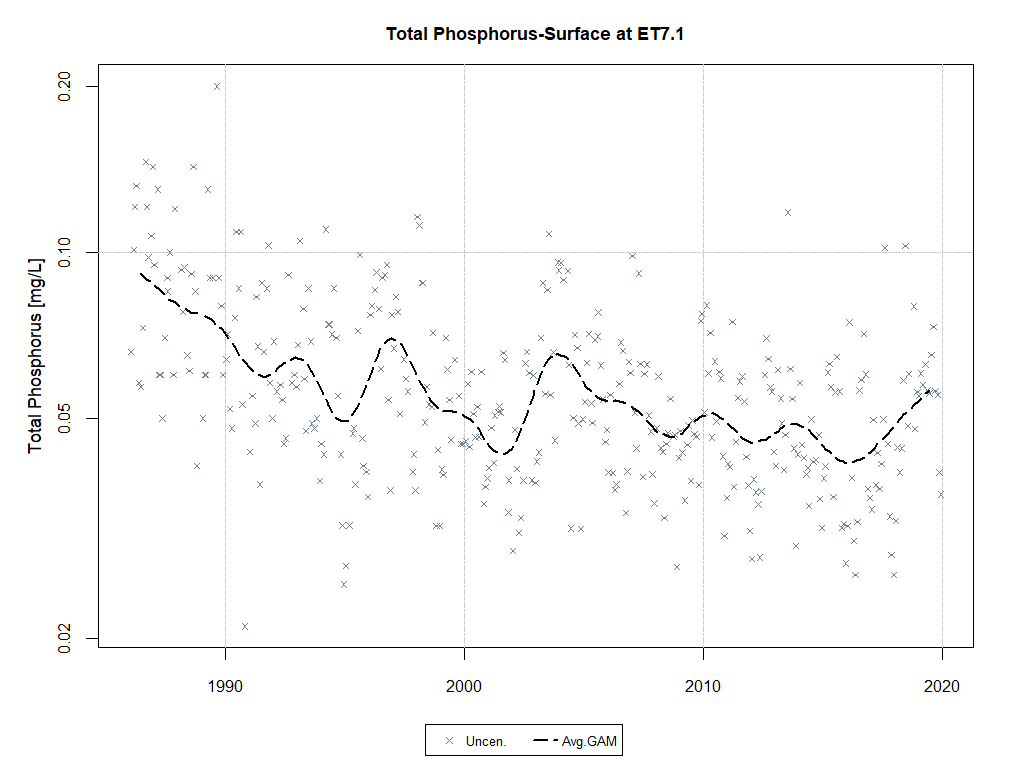 Total Phosphorus-Surface at ET7.1
Total Phosphorus [mg/L]
0.20
0.10
0.05
0.02
1990 2000 2010 2020
Uncen. Avg.GAM